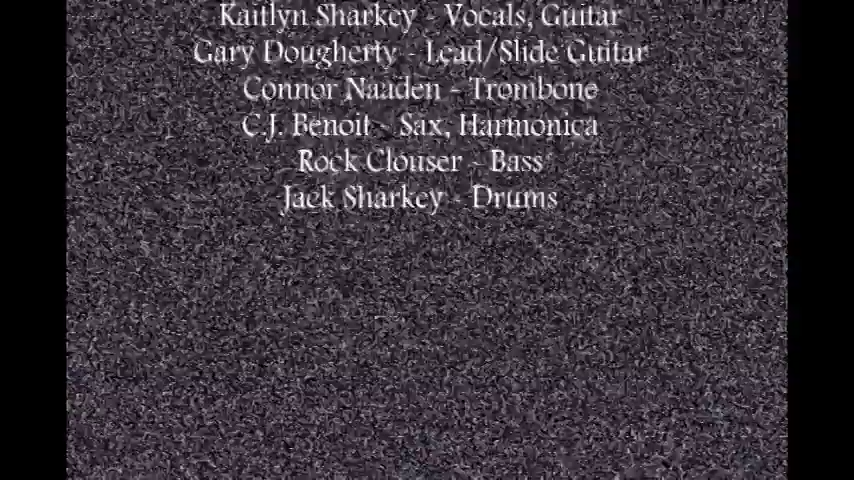 Kaitlyn Sharkey - Vocals, Guitar
Gary Dougherty - Lead/Slide Guitar
Connor Naaden - Trombone
C.J. Benoit - Sax, Harmonica
Rock Clouser - Bass
Jack Sharkey - Drums